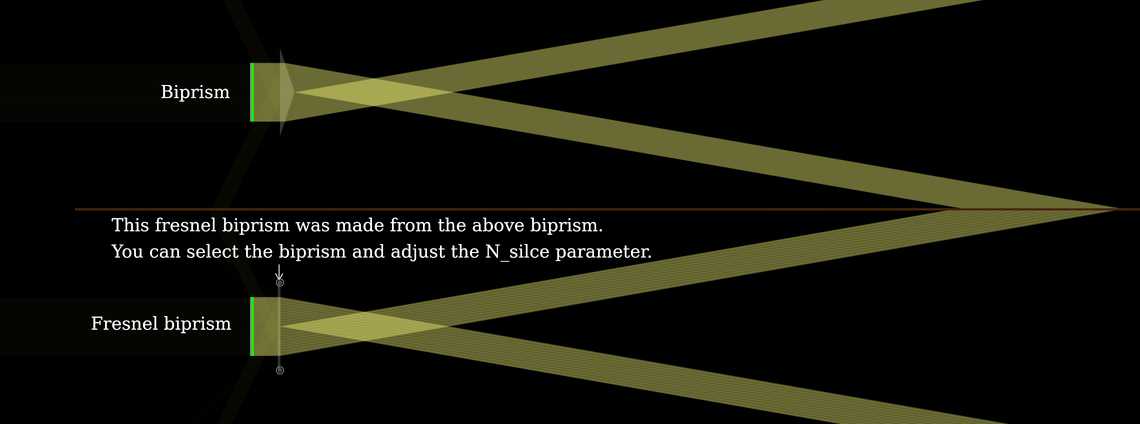 Biprism
This fresnel biprism was made from the above biprism.
You can select the biprism and adjust the N_silce parameter.
Fresnel biprism